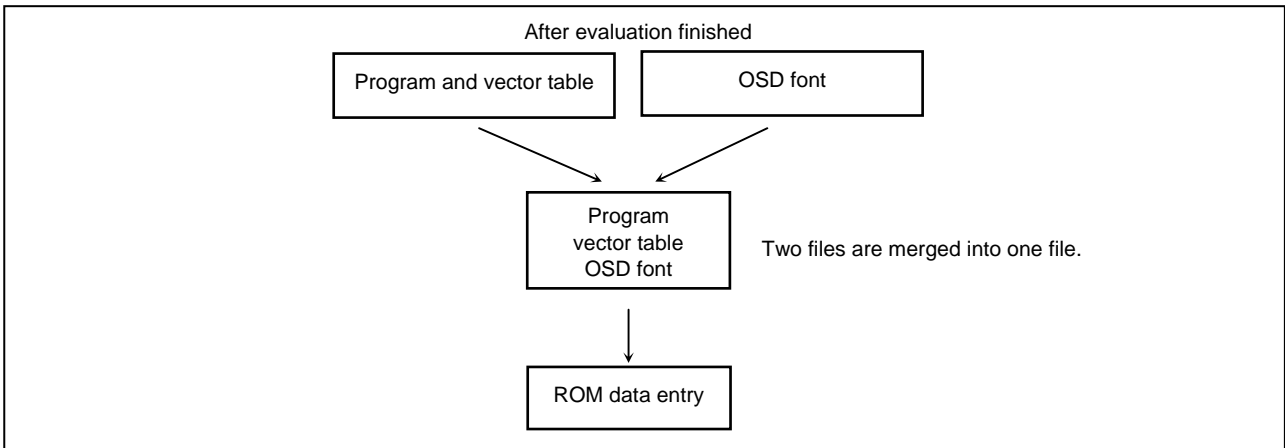 After evaluation finished
Program and vector table
OSD font
Program
vector table
OSD font
Two files are merged into one file.
ROM data entry